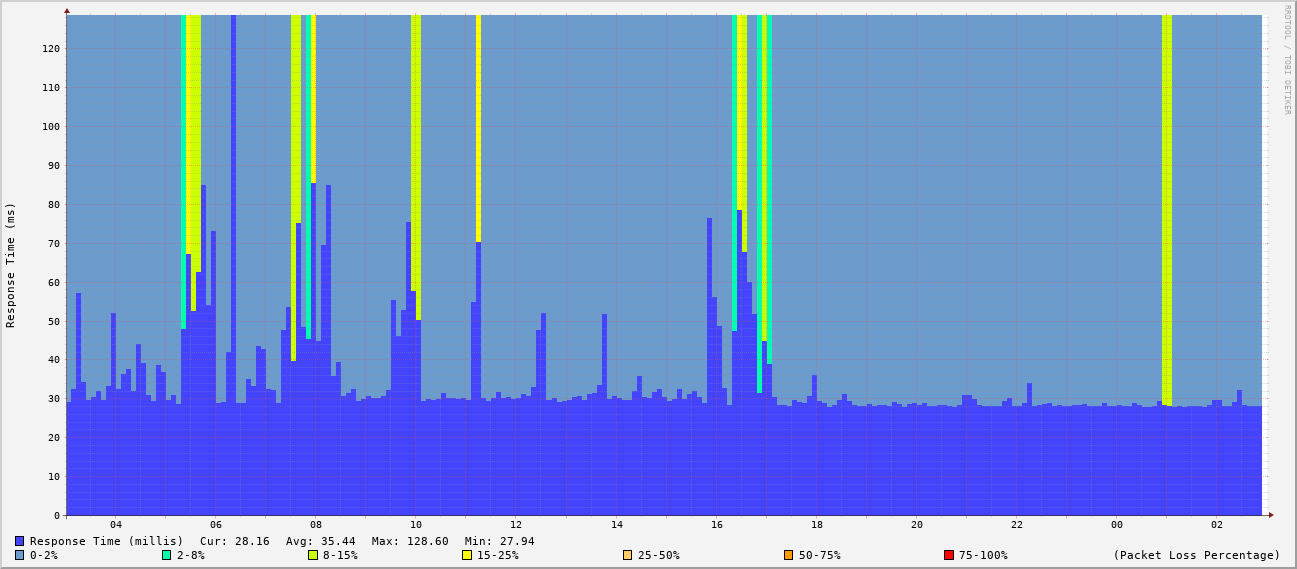 RRDTOOL / TOBI OETIKER
Response Time (ms)
120
110
100
90
80
70
60
50
40
30
20
10
0
04 06 08 10 12 14 16 18 20 22 00 02
Response Time (millis) Cur: 28.16 Avg: 35.44 Max: 128.60 Min: 27.94
0-2% 2-8% 8-15% 15-25% 25-50% 50-75% 75-100% (Packet Loss Percentage)